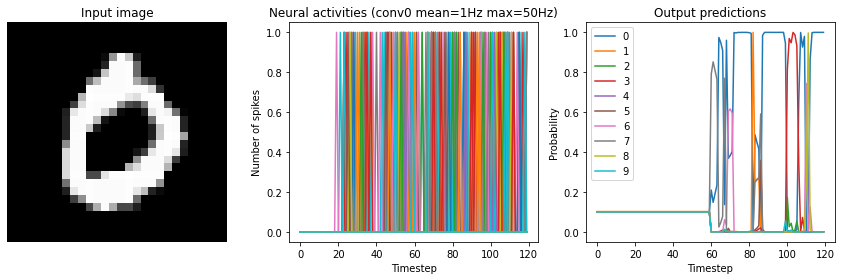 Input image
Neural activities (conv0 mean=1Hz max=50Hz)
Number of spikes
1.0
0.8
0.6
0.4
0.2
0.0
0 20 40 60 80 100 120
Timestep
Output predictions
Probability
1.0
0.8
0.6
0.4
0.2
0.0
0
1
2
3
4
5
6
7
8
9
0 20 40 60 80 100 120
Timestep